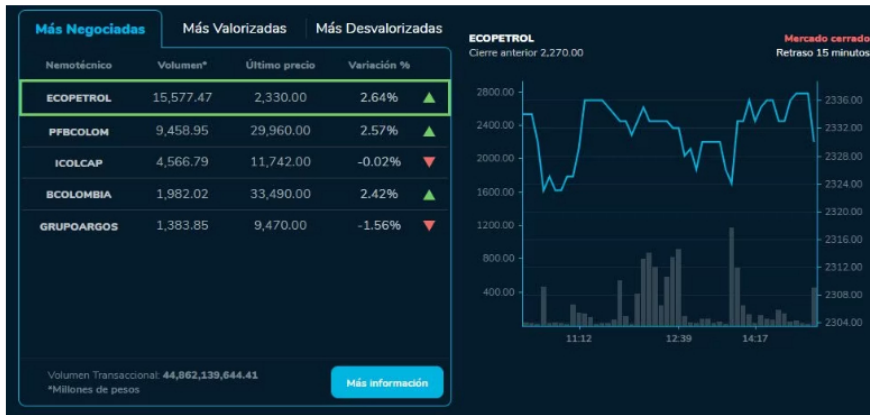 Más Negociadas Más Valorizadas Más Desvalorizadas
Nemotécnico Volumen* Último precio Variación %
ECOPETROL 15,577.47 2,330.00 2.64%
PFBCOLOM 9,458.95 29,960.00 2.57%
ICOLCAP 4,566.79 11,742.00 -0.02%
BCOLOMBIA 1,982.02 33,490.00 2.42%
GRUPOARGOS 1,383.85 9,470.00 -1.56%
Volumen Transaccional: 44,862,139,644.41
*Millones de pesos
Más información
ECOPETROL Mercado cerrado
Cierre anterior 2,270.00 Retraso 15 minutos
2800.00
2336.00
2400.00
2332.00
2000.00
2328.00
1600.00
2324.00
2320.00
1200.00
2316.00
800.00
2312.00
400.00
2308.00
2304.00
11:12 12:39 14:17